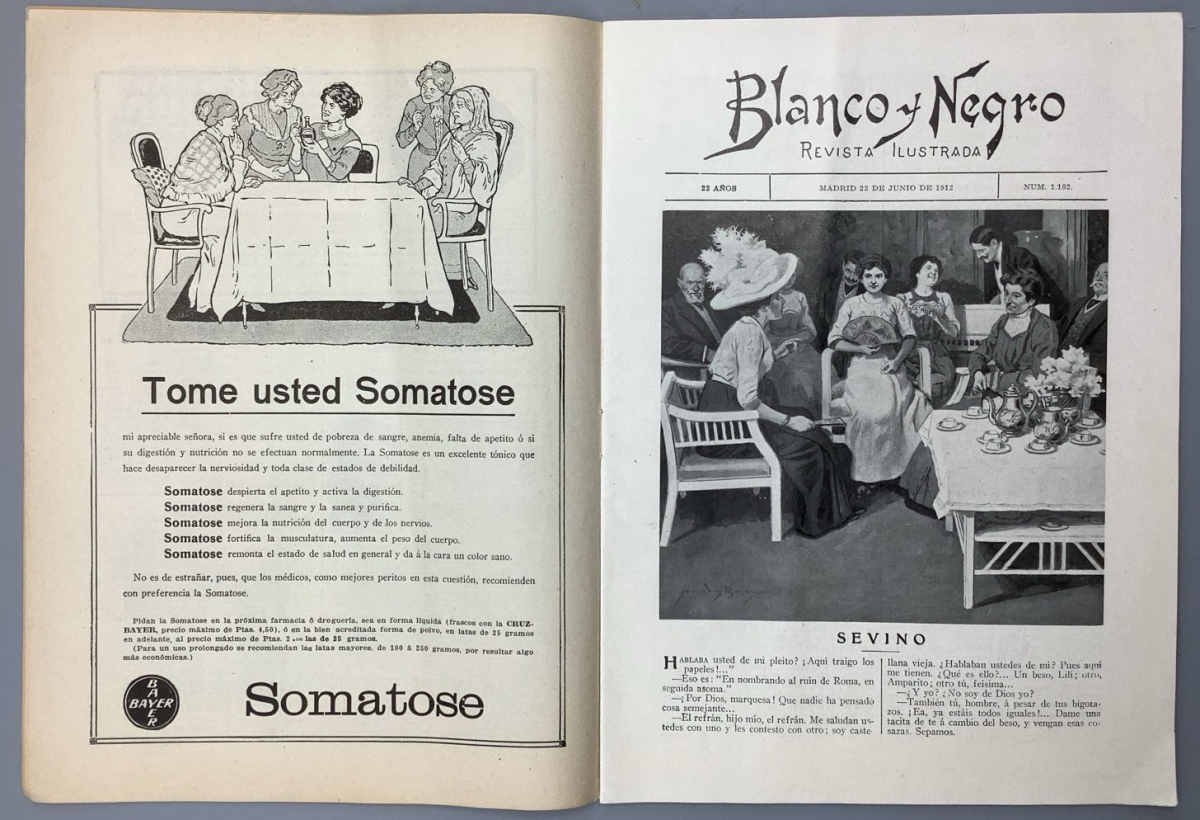 Tome usted Somatose
mi apreciable señora, si es que sufre usted de pobreza de sangre, anemia, falta de apetito ó si
su digestión y nutrición no se efectuan normalmente. La Somatose es un excelente tónico que
hace desaparecer la nerviosidad y toda clase de estados de debilidad.
Somatose despierta el apetito y activa la digestión.
Somatose regenera la sangre y la sanea y purifica.
Somatose mejora la nutrición del cuerpo y de los nervios.
Somatose fortifica la musculatura, aumenta el peso del cuerpo.
Somatose remonta el estado de salud en general y da á la cara un color sano.
No es de estrañar, pues, que los médicos, como mejores peritos en esta cuestión, recomienden
con preferencia la Somatose.
Pidan la Somatose en la próxima farmacia ó droguería, sea en forma líquida (frascos con la CRUZ-
BAYER, precio máximo de Ptas. 4,50), ó en la bien acreditada forma de polvo, en latas de 25 gramos
en adelante, al precio máximo de Ptas. 2.— las de 25 gramos.
(Para un uso prolongado se recomiendan las latas mayores. de 100 & 250 gramos, por resultar algo
más económicas.)
BAYER
BAYER
Somatose
Blanco y Negro
REVISTA ILUSTRADA
22 AÑOS
MADRID 23 DE JUNIO DE 1912
NUM. 1.102.
SEVINO
HABLABA usted de mi pleito? ¡Aqui traigo los
papeles!..."
—Eso es: "En nombrando al ruin de Roma, en
seguida asoma."
—¡Por Dios, marquesa! Que nadie ha pensado
cosa semejante...
—El refrán, hijo mío, el refrán. Me saludan us-
tedes con uno y les contesto con otro; soy caste-
llana vieja. ¿Hablaban ustedes de mi? Pues aqui
me tienen. ¿Qué es ello?... Un beso, Lili; otro,
Amparito; otro tú, feísima...
—¿Y yo? ¿No soy de Dios yo?
—También tú, hombre, á pesar de tus bigota-
zos. ¡Ea, ya estáis todos iguales!... Dame una
tacita de te á cambio del beso, y vengan esas co-
sazas. Sepamos.